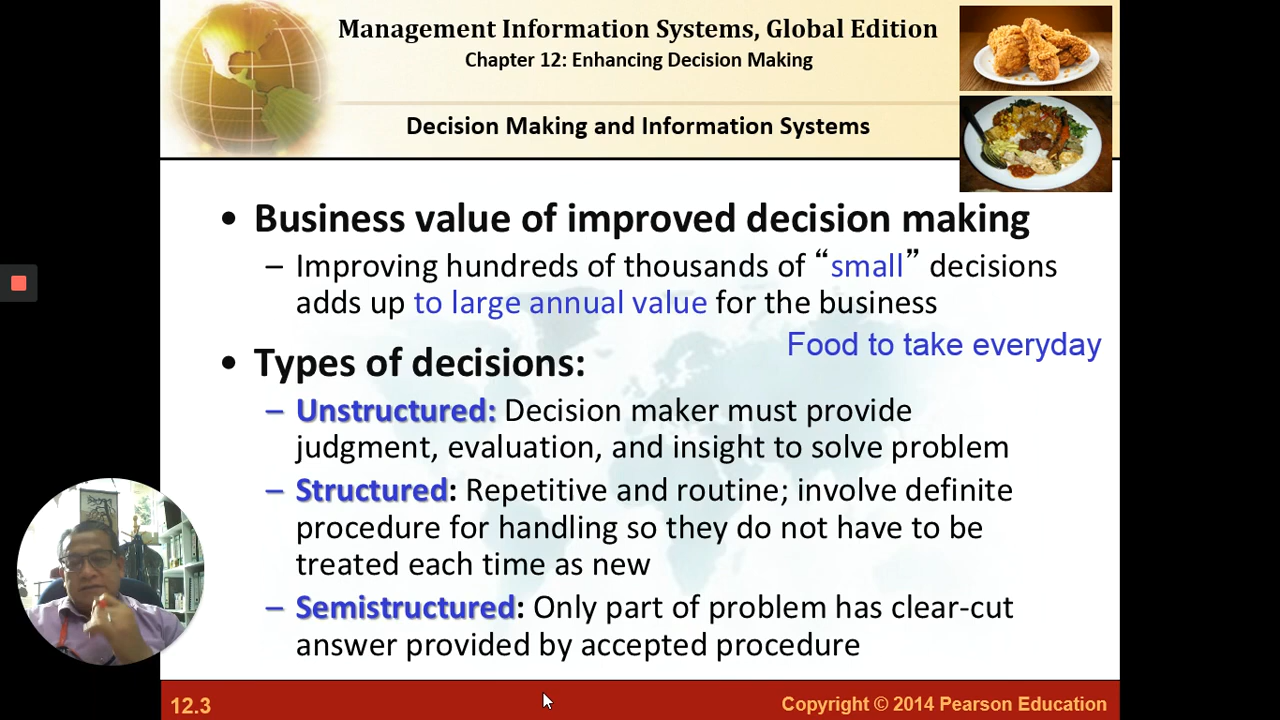 Management Information Systems, Global Edition
Chapter 12: Enhancing Decision Making
Decision Making and Information Systems
• Business value of improved decision making
– Improving hundreds of thousands of “small” decisions
adds up to large annual value for the business
Food to take everyday
• Types of decisions:
– Unstructured: Decision maker must provide
judgment, evaluation, and insight to solve problem
– Structured: Repetitive and routine; involve definite
procedure for handling so they do not have to be
treated each time as new
– Semistructured: Only part of problem has clear-cut
answer provided by accepted procedure
12.3
Copyright © 2014 Pearson Education